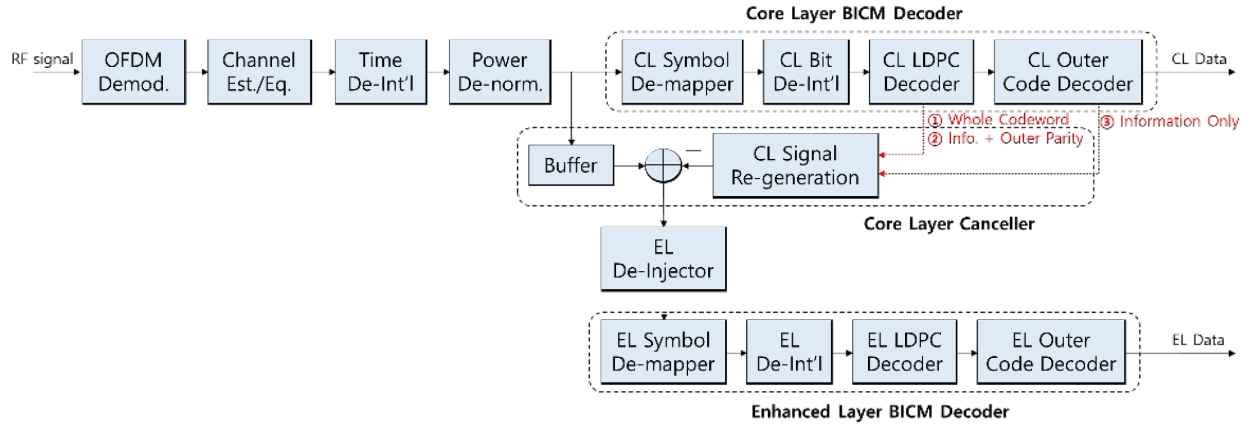 Core Layer BICM Decoder
RF signal
OFDM
Demod.
Channel
Est./Eq.
Time
De-Int'l
Power
De-norm.
CL Symbol
De-mapper
CL Bit
De-Int'l
CL LDPC
Decoder
CL Outer
Code Decoder
CL Data
① Whole Codeword
② Info. + Outer Parity
③ Information Only
Buffer
CL Signal
Re-generation
Core Layer Canceller
EL
De-Injector
EL Symbol
De-mapper
EL
De-Int'l
EL LDPC
Decoder
EL Outer
Code Decoder
EL Data
Enhanced Layer BICM Decoder